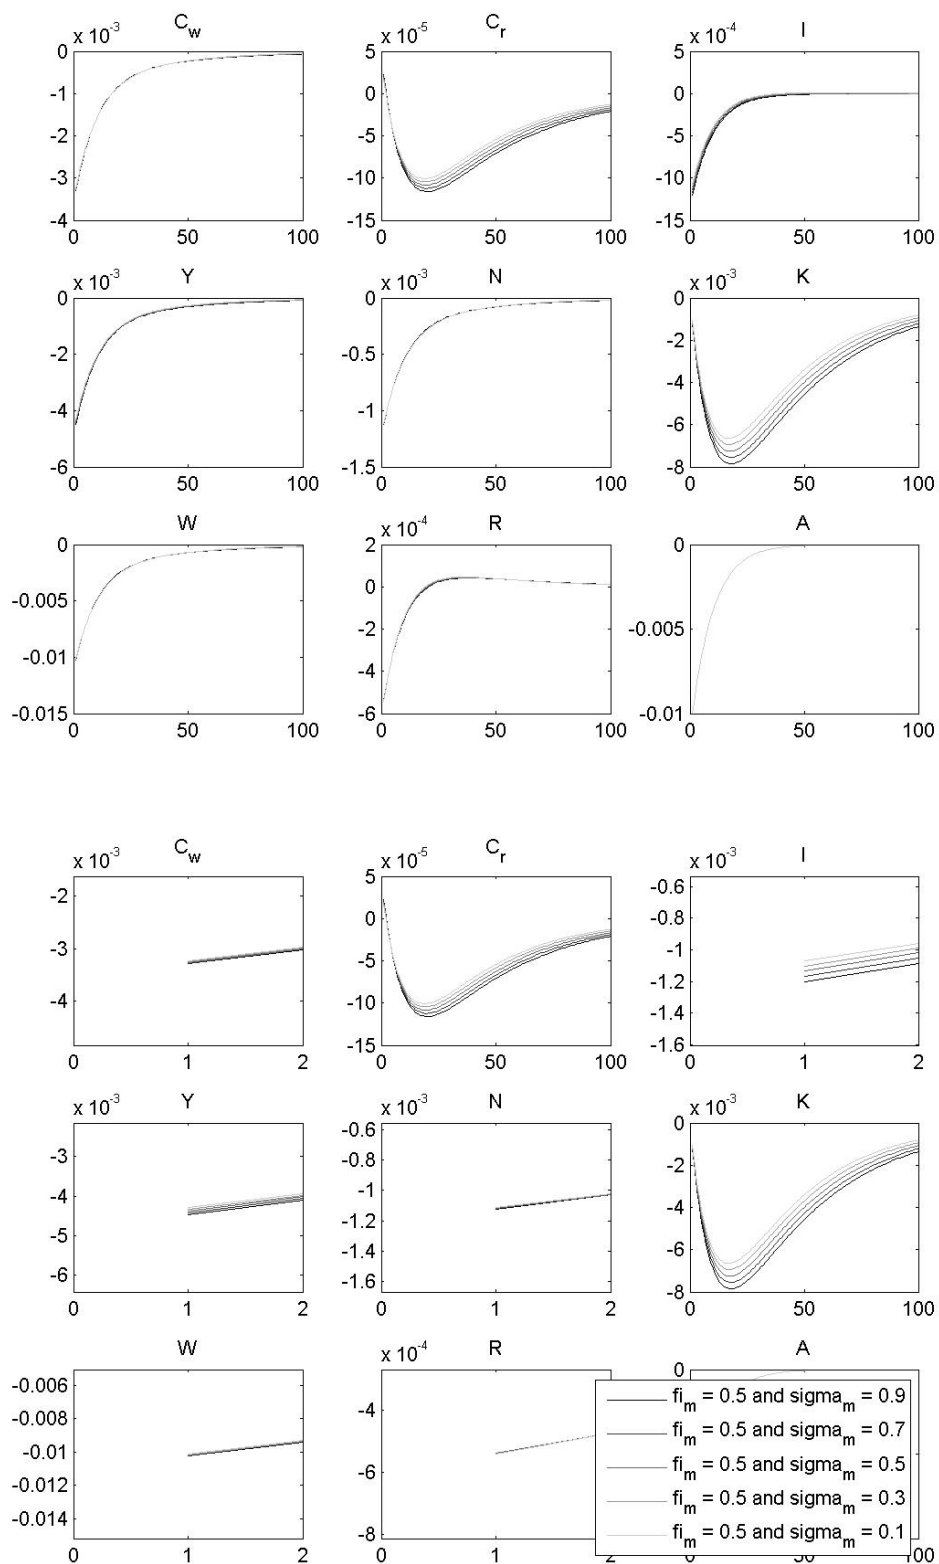 C_w C_r I
x 10^-3 x 10^-5 x 10^-4
0 5 5
-1 0 0
-2 -5 -5
-3 -10 -10
-4 -15 -15
0 50 100 0 50 100 0 50 100
Y N K
x 10^-3 x 10^-3 x 10^-3
0 0 0
-2 -0.5 -2
-4 -1 -4
-6 -1.5 -6
-8
0 50 100 0 50 100 0 50 100
W R A
x 10^-4
0 2 0
-0.005 0 -0.005
-0.01 -2 -0.01
-0.015 -4
-6
0 50 100 0 50 100 0 50 100
C_w C_r I
x 10^-3 x 10^-5 x 10^-3
-2 5 -0.6
-3 0 -0.8
-4 -5 -1
-10 -1.2
-15 -1.4
-1.6
0 1 2 0 50 100 0 1 2
Y N K
x 10^-3 x 10^-3 x 10^-3
-3 -0.6 0
-4 -0.8 -2
-5 -1 -4
-6 -1.2 -6
-1.4 -8
-1.6
0 1 2 0 1 2 0 50 100
W R A
x 10^-4
-0.006 -4 0
-0.008 -6
-0.01 -8
-0.012
-0.014
fi_m = 0.5 and sigma_m = 0.9
fi_m = 0.5 and sigma_m = 0.7
fi_m = 0.5 and sigma_m = 0.5
fi_m = 0.5 and sigma_m = 0.3
fi_m = 0.5 and sigma_m = 0.1
0 1 2 0 1 2 0 50 100